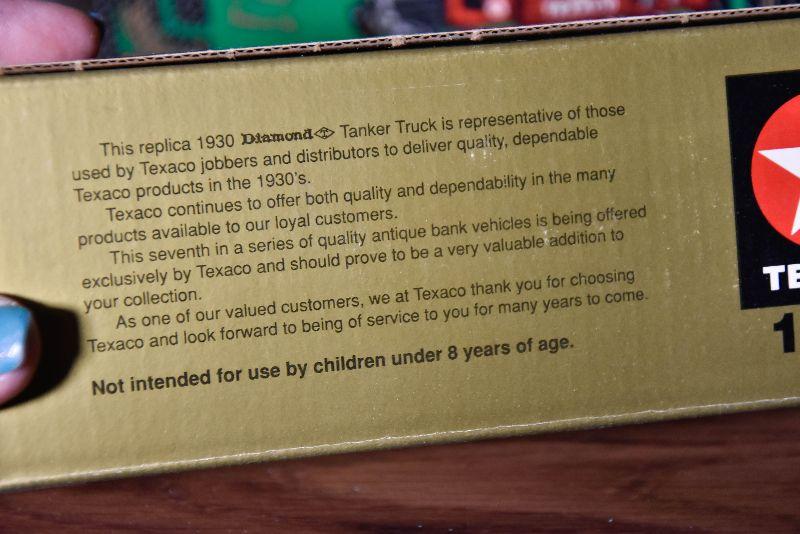 This replica 1930 Diamond T Tanker Truck is representative of those
used by Texaco jobbers and distributors to deliver quality, dependable
Texaco products in the 1930's.
Texaco continues to offer both quality and dependability in the many
products available to our loyal customers.
This seventh in a series of quality antique bank vehicles is being offered
exclusively by Texaco and should prove to be a very valuable addition to
your collection.
As one of our valued customers, we at Texaco thank you for choosing
Texaco and look forward to being of service to you for many years to come.
Not intended for use by children under 8 years of age.
TE
1